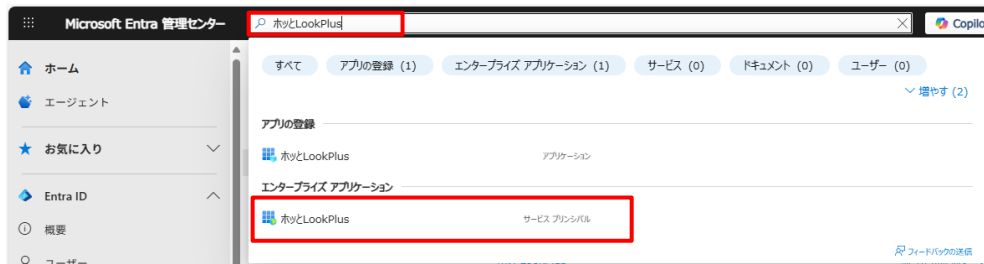 Microsoft Entra 管理センター
ホッとLookPlus
Copilo
ホーム
エージェント
お気に入り
Entra ID
概要
ユーザー
すべて
アプリの登録 (1)
エンタープライズ アプリケーション (1)
サービス (0)
ドキュメント (0)
ユーザー (0)
増やす (2)
アプリの登録
ホッとLookPlus
アプリケーション
エンタープライズ アプリケーション
ホッとLookPlus
サービス プリンシパル
フィードバックの送信